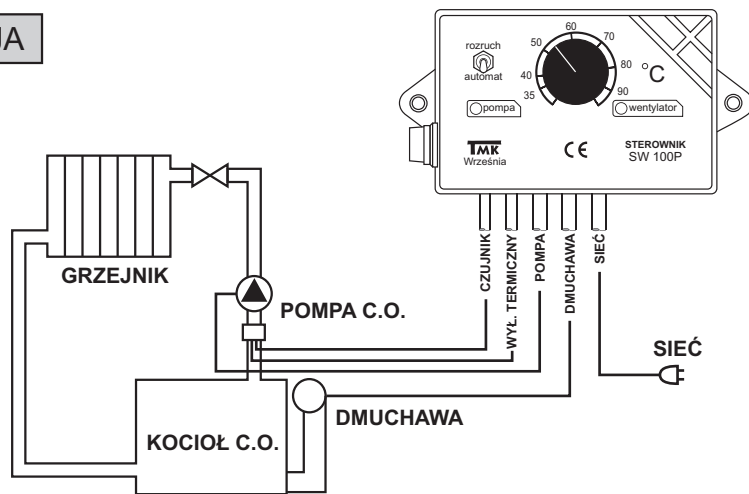 JA
rozruch
automat
35
40
50
60
70
80
90
°C
pompa
wentylator
TMK
Września
CE
STEROWNIK
SW 100P
CZUJNIK
WYŁ. TERMICZNY
POMPA
DMUCHAWA
SIEĆ
GRZEJNIK
POMPA C.O.
SIEĆ
DMUCHAWA
KOCIOŁ C.O.